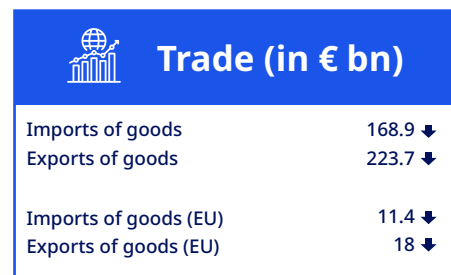 Trade (in € bn)
Imports of goods 168.9 🡇
Exports of goods 223.7 🡇
Imports of goods (EU) 11.4 🡇
Exports of goods (EU) 18 🡇